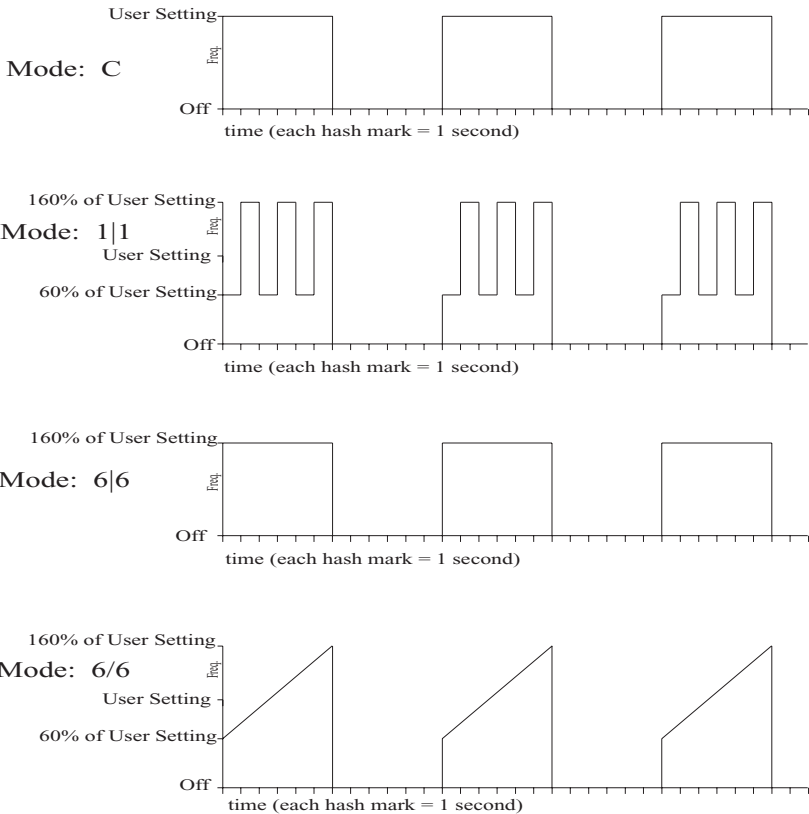 User Setting
Freq.
Mode: C
Off
time (each hash mark = 1 second)
160% of User Setting
Freq.
Mode: 1|1
User Setting
60% of User Setting
Off
time (each hash mark = 1 second)
160% of User Setting
Mode: 6|6
Freq.
Off
time (each hash mark = 1 second)
160% of User Setting
Freq.
Mode: 6/6
User Setting
60% of User Setting
Off
time (each hash mark = 1 second)